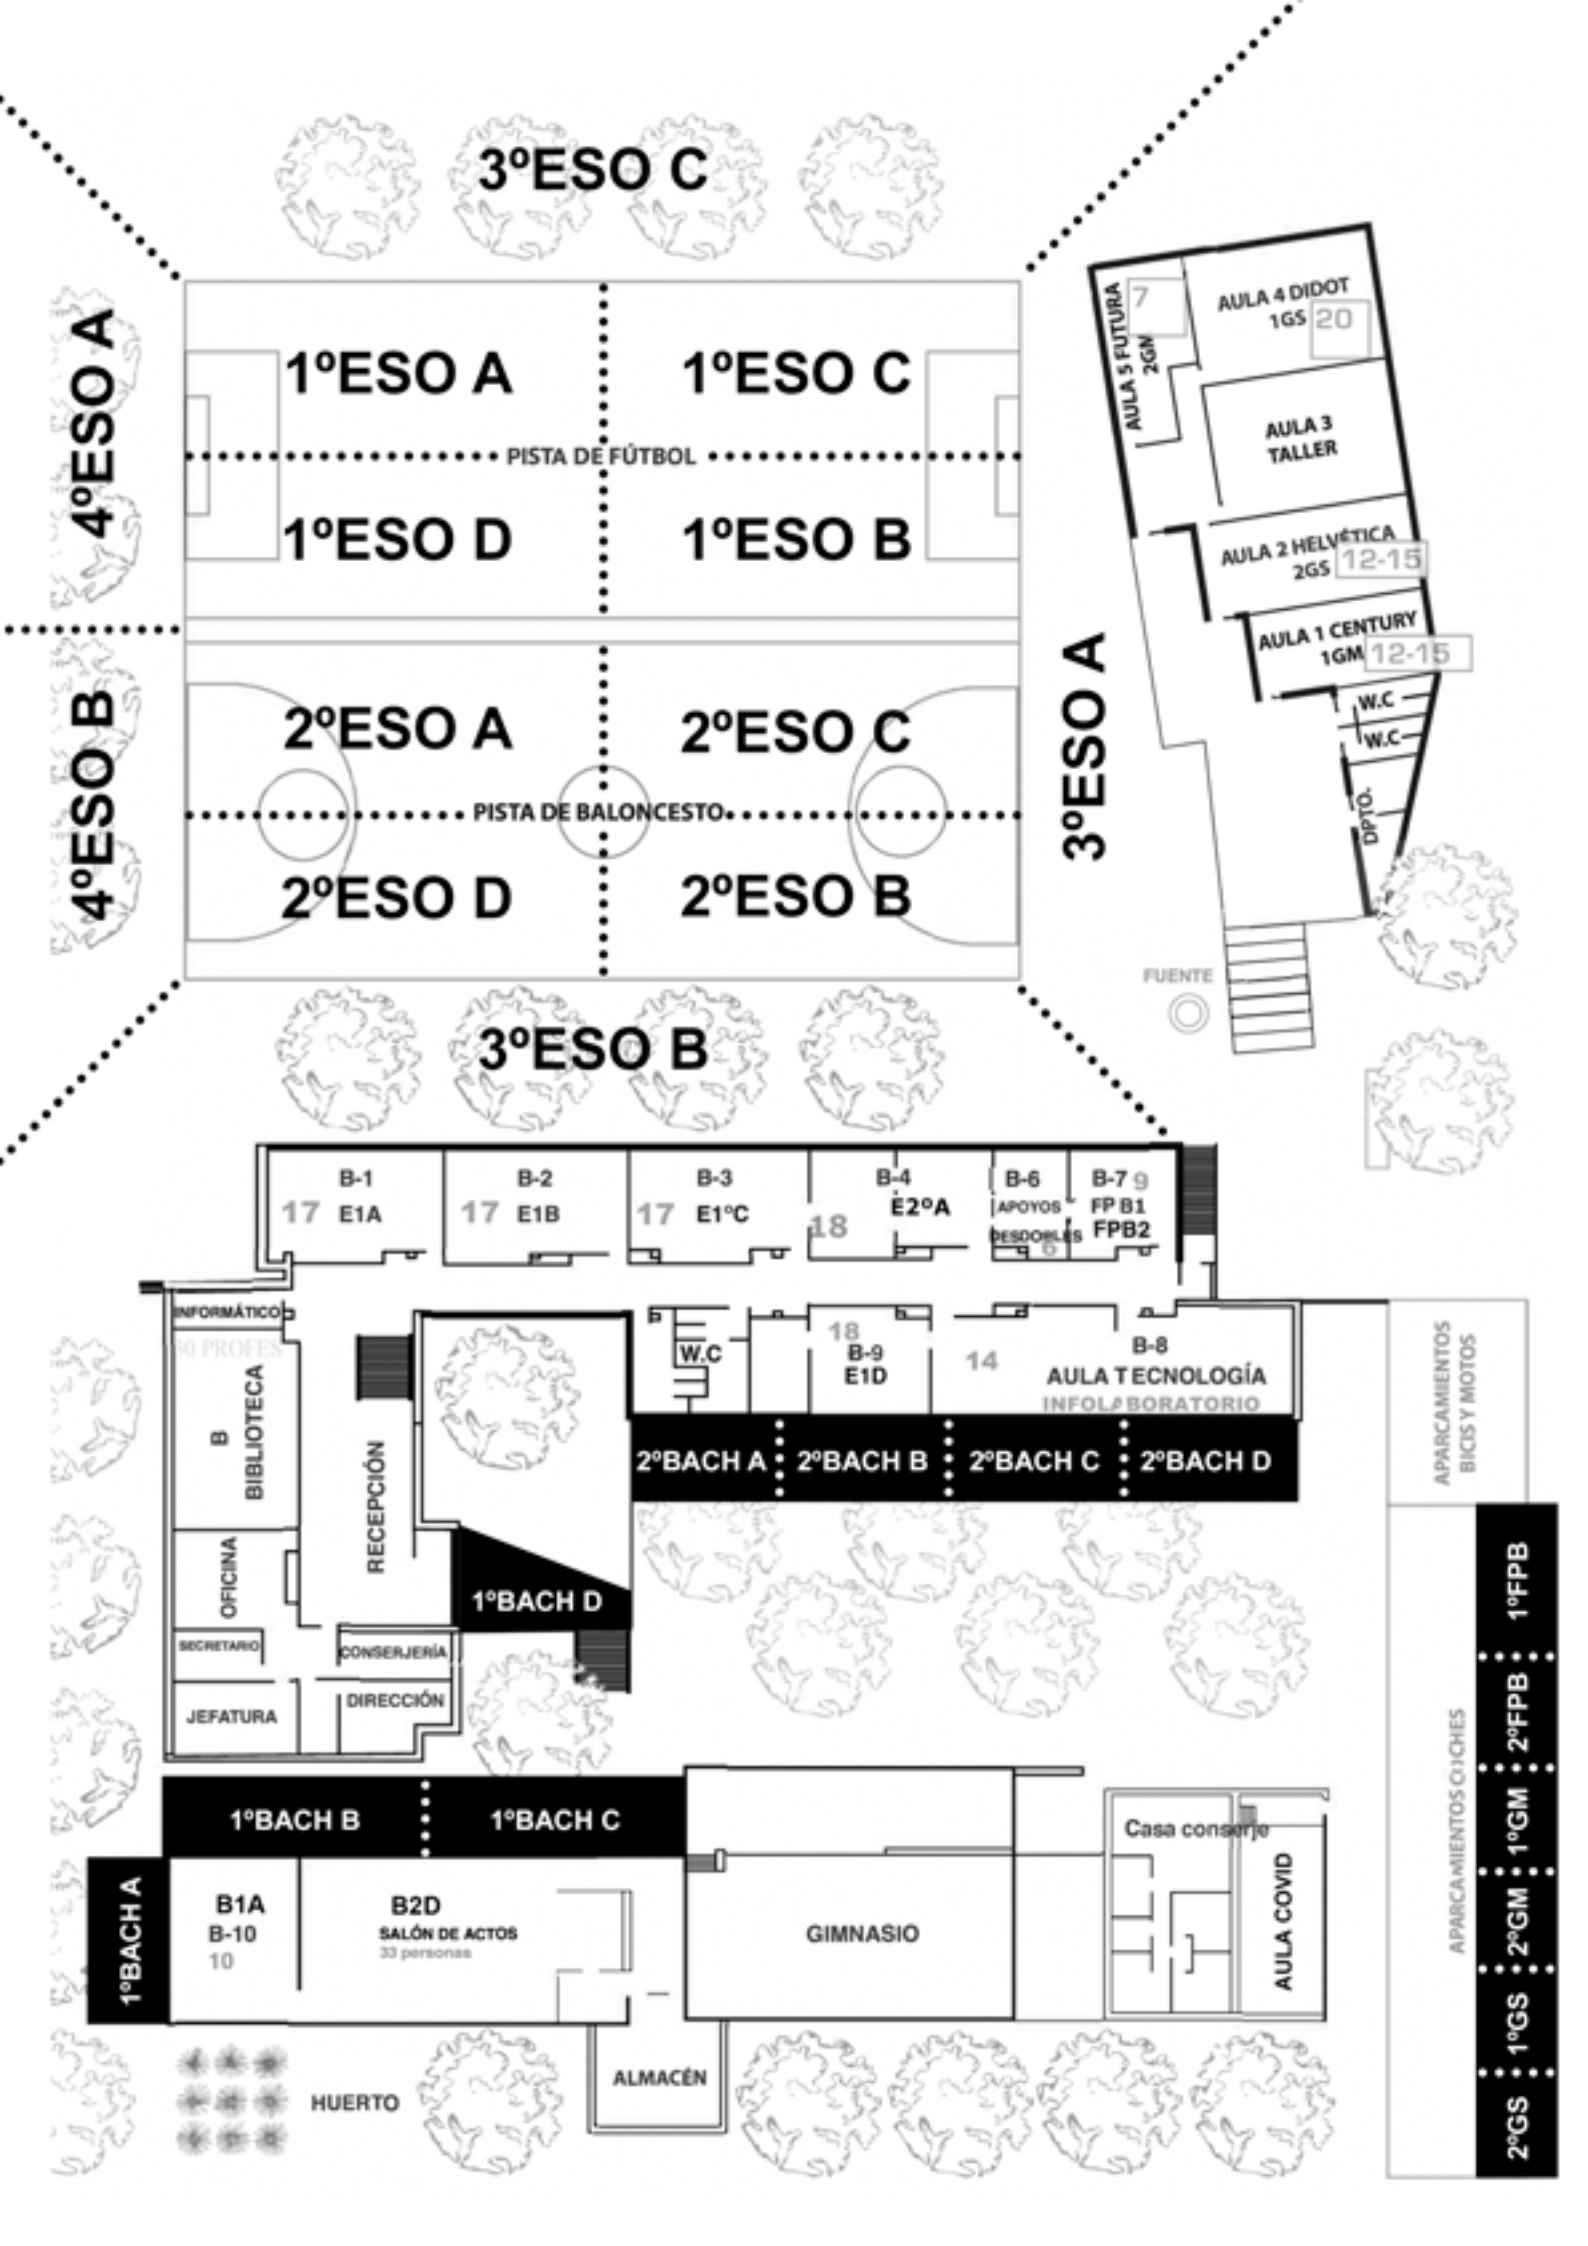 3ºESO C
4ºESO A
1ºESO A
1ºESO C
PISTA DE FÚTBOL
1ºESO D
1ºESO B
4ºESO B
2ºESO A
2ºESO C
PISTA DE BALONCESTO
2ºESO D
2ºESO B
3ºESO A
3ºESO B
AULA 5 FUTURA
2GM
7
AULA 4 DIDOT
1GS 20
AULA 3
TALLER
AULA 2 HELVÉTICA
2GS 12-15
AULA 1 CENTURY
1GM 12-15
W.C
W.C
DPTO.
FUENTE
B-1
17 E1A
B-2
17 E1B
B-3
17 E1ºC
B-4
E2ºA
18
B-6
APOYOS
DESDOBLES
6
B-7 9
FP B1
FPB2
INFORMÁTICO
30 PROFES
B
BIBLIOTECA
RECEPCIÓN
OFICINA
SECRETARIO
CONSERJERÍA
JEFATURA
DIRECCIÓN
W.C
18
B-9
E1D
14
B-8
AULA TECNOLOGÍA
INFOLABORATORIO
2ºBACH A
2ºBACH B
2ºBACH C
2ºBACH D
1ºBACH D
APARCAMIENTOS
BICIS Y MOTOS
APARCAMIENTOS COCHES
1ºFPB
2ºFPB
1ºGM
2ºGM
1ºGS
2ºGS
1ºBACH B
1ºBACH C
1ºBACH A
B1A
B-10
10
B2D
SALÓN DE ACTOS
33 personas
GIMNASIO
Casa conserje
AULA COVID
ALMACÉN
HUERTO